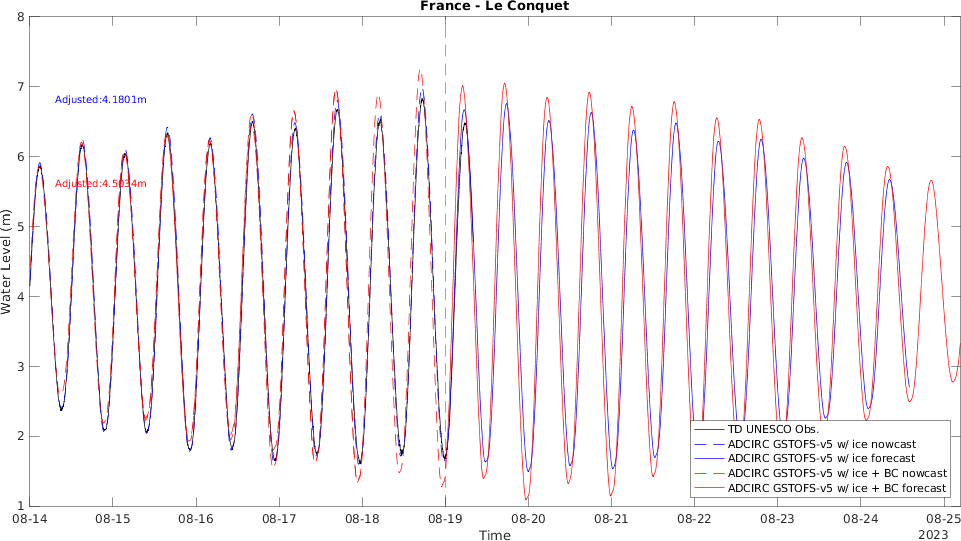 France - Le Conquet
8
7
6
5
4
3
2
1
Water Level (m)
Adjusted:4.1801m
Adjusted:4.5034m
TD UNESCO Obs.
ADCIRC GSTOFS-v5 w/ ice nowcast
ADCIRC GSTOFS-v5 w/ ice forecast
ADCIRC GSTOFS-v5 w/ ice + BC nowcast
ADCIRC GSTOFS-v5 w/ ice + BC forecast
08-14 08-15 08-16 08-17 08-18 08-19 08-20 08-21 08-22 08-23 08-24 08-25
Time
2023